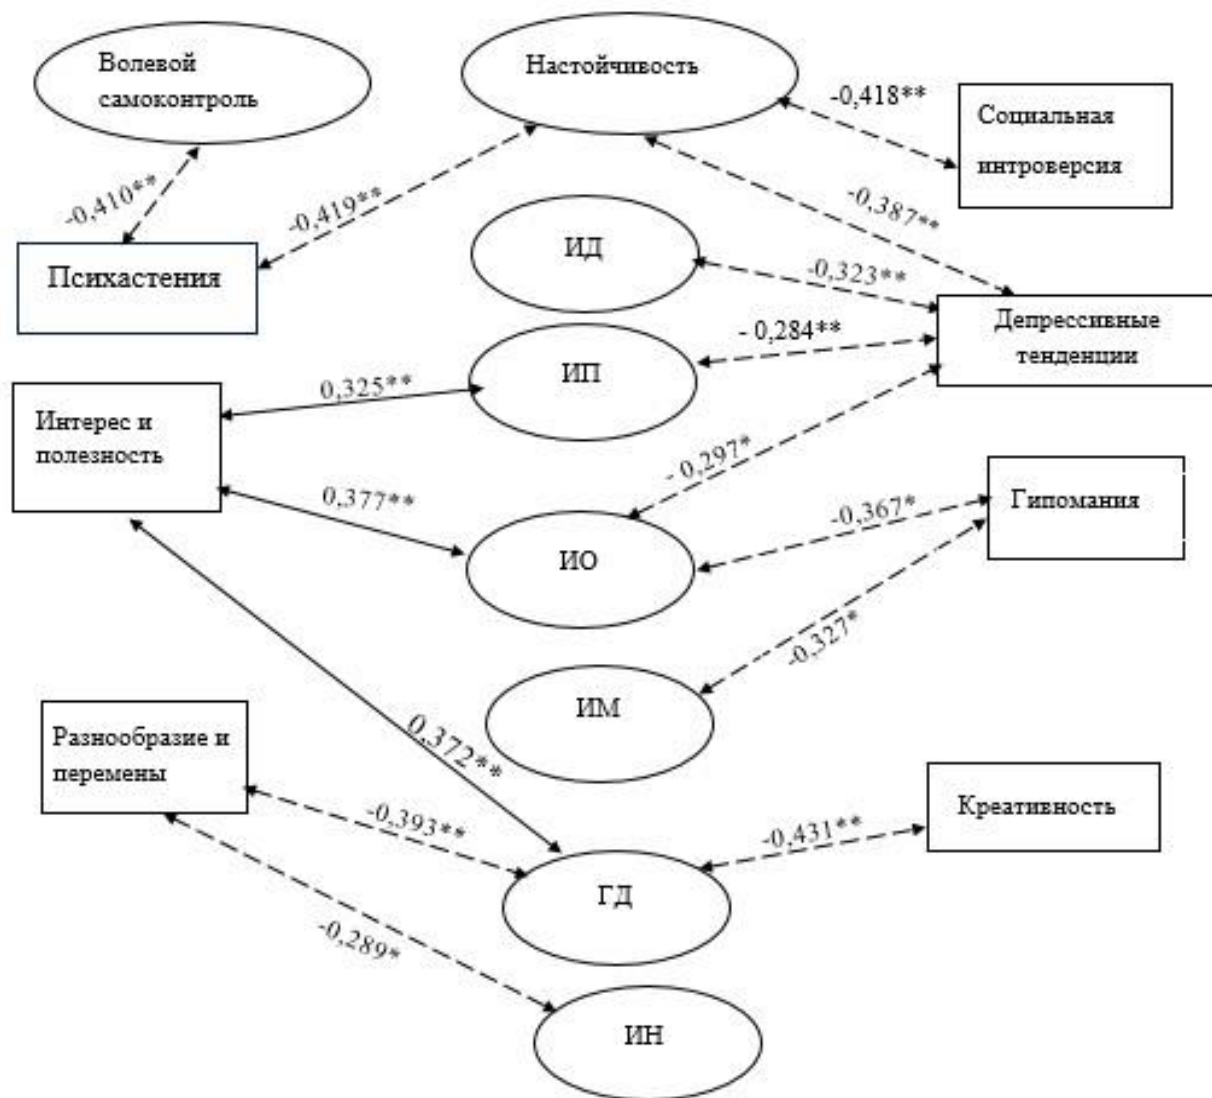 Волевой
самоконтроль
Настойчивость
-0,418**
Социальная
интроверсия
-0,410**
-0,419**
-0,387**
Психастения
ИД
-0,323**
Депрессивные
тенденции
- 0,284**
ИП
0,325**
Интерес и
полезность
- 0,297*
0,377**
Гипомания
-0,367*
ИО
-0,327*
ИМ
0,372**
Разнообразие и
перемены
Креативность
-0,393**
-0,431**
ГД
-0,289*
ИН